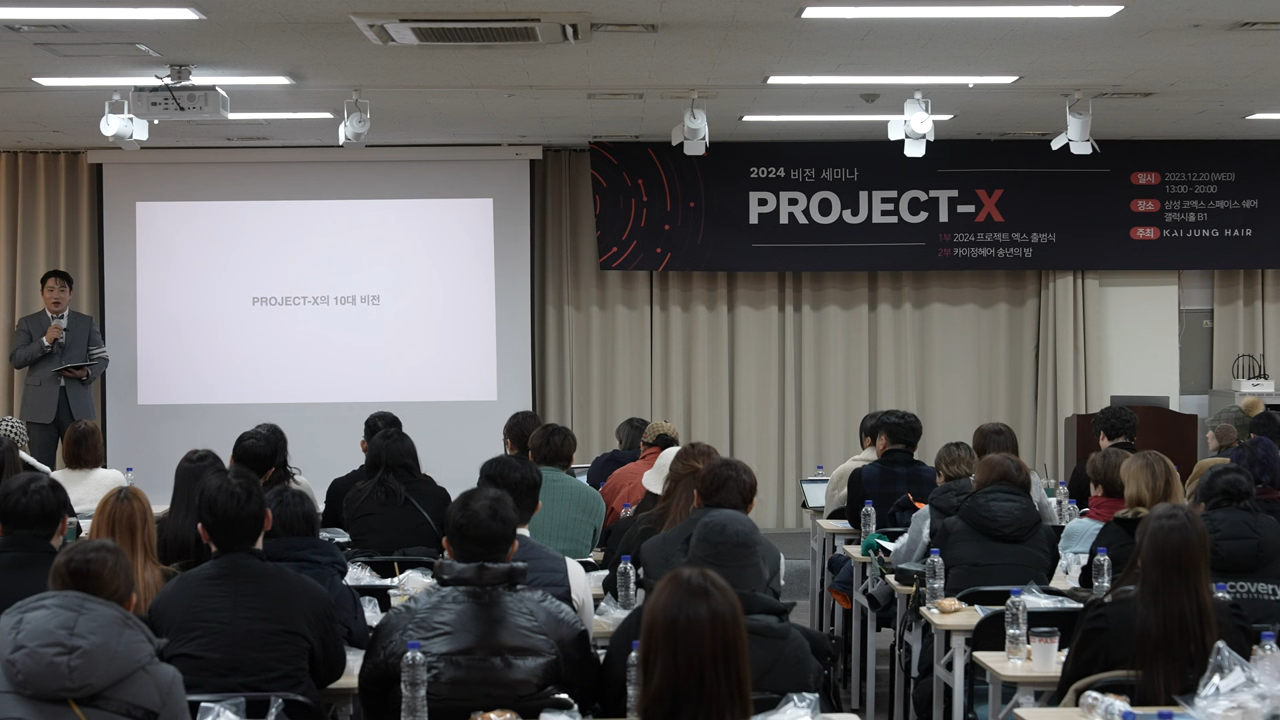 2024 비전 세미나
PROJECT-X
1부 2024 프로젝트 엑스 출범식
2부 카이정헤어 송년의 밤
일시 2023.12.20 (WED)
13:00 - 20:00
장소 삼성 코엑스 스페이스 쉐어
갤럭시홀 B1
주최 KAIJUNG HAIR
PROJECT-X의 10대 비전
covery
EXPEDITION